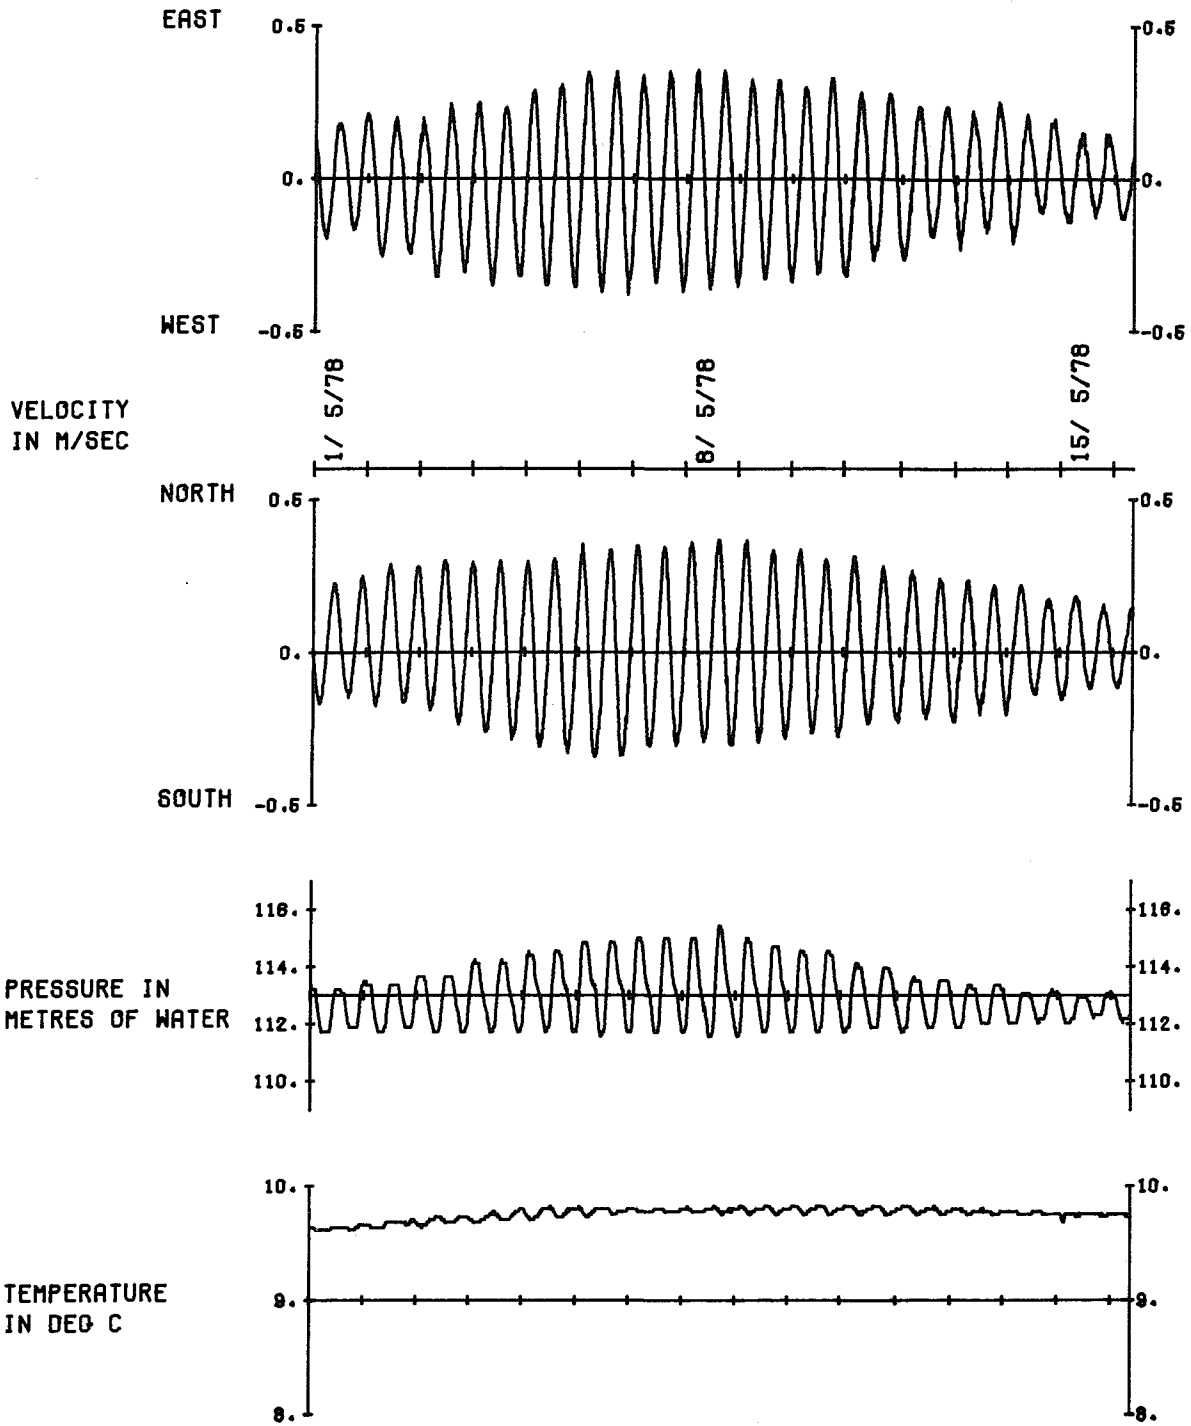 EAST 0.5 0.5
0. 0.
WEST -0.5 -0.5
VELOCITY
IN M/SEC
1/ 5/78 8/ 5/78 15/ 5/78
NORTH 0.5 0.5
0. 0.
SOUTH -0.5 -0.5
116. 116.
114. 114.
PRESSURE IN
METRES OF WATER
112. 112.
110. 110.
10. 10.
TEMPERATURE
IN DEG C
9. 9.
8. 8.